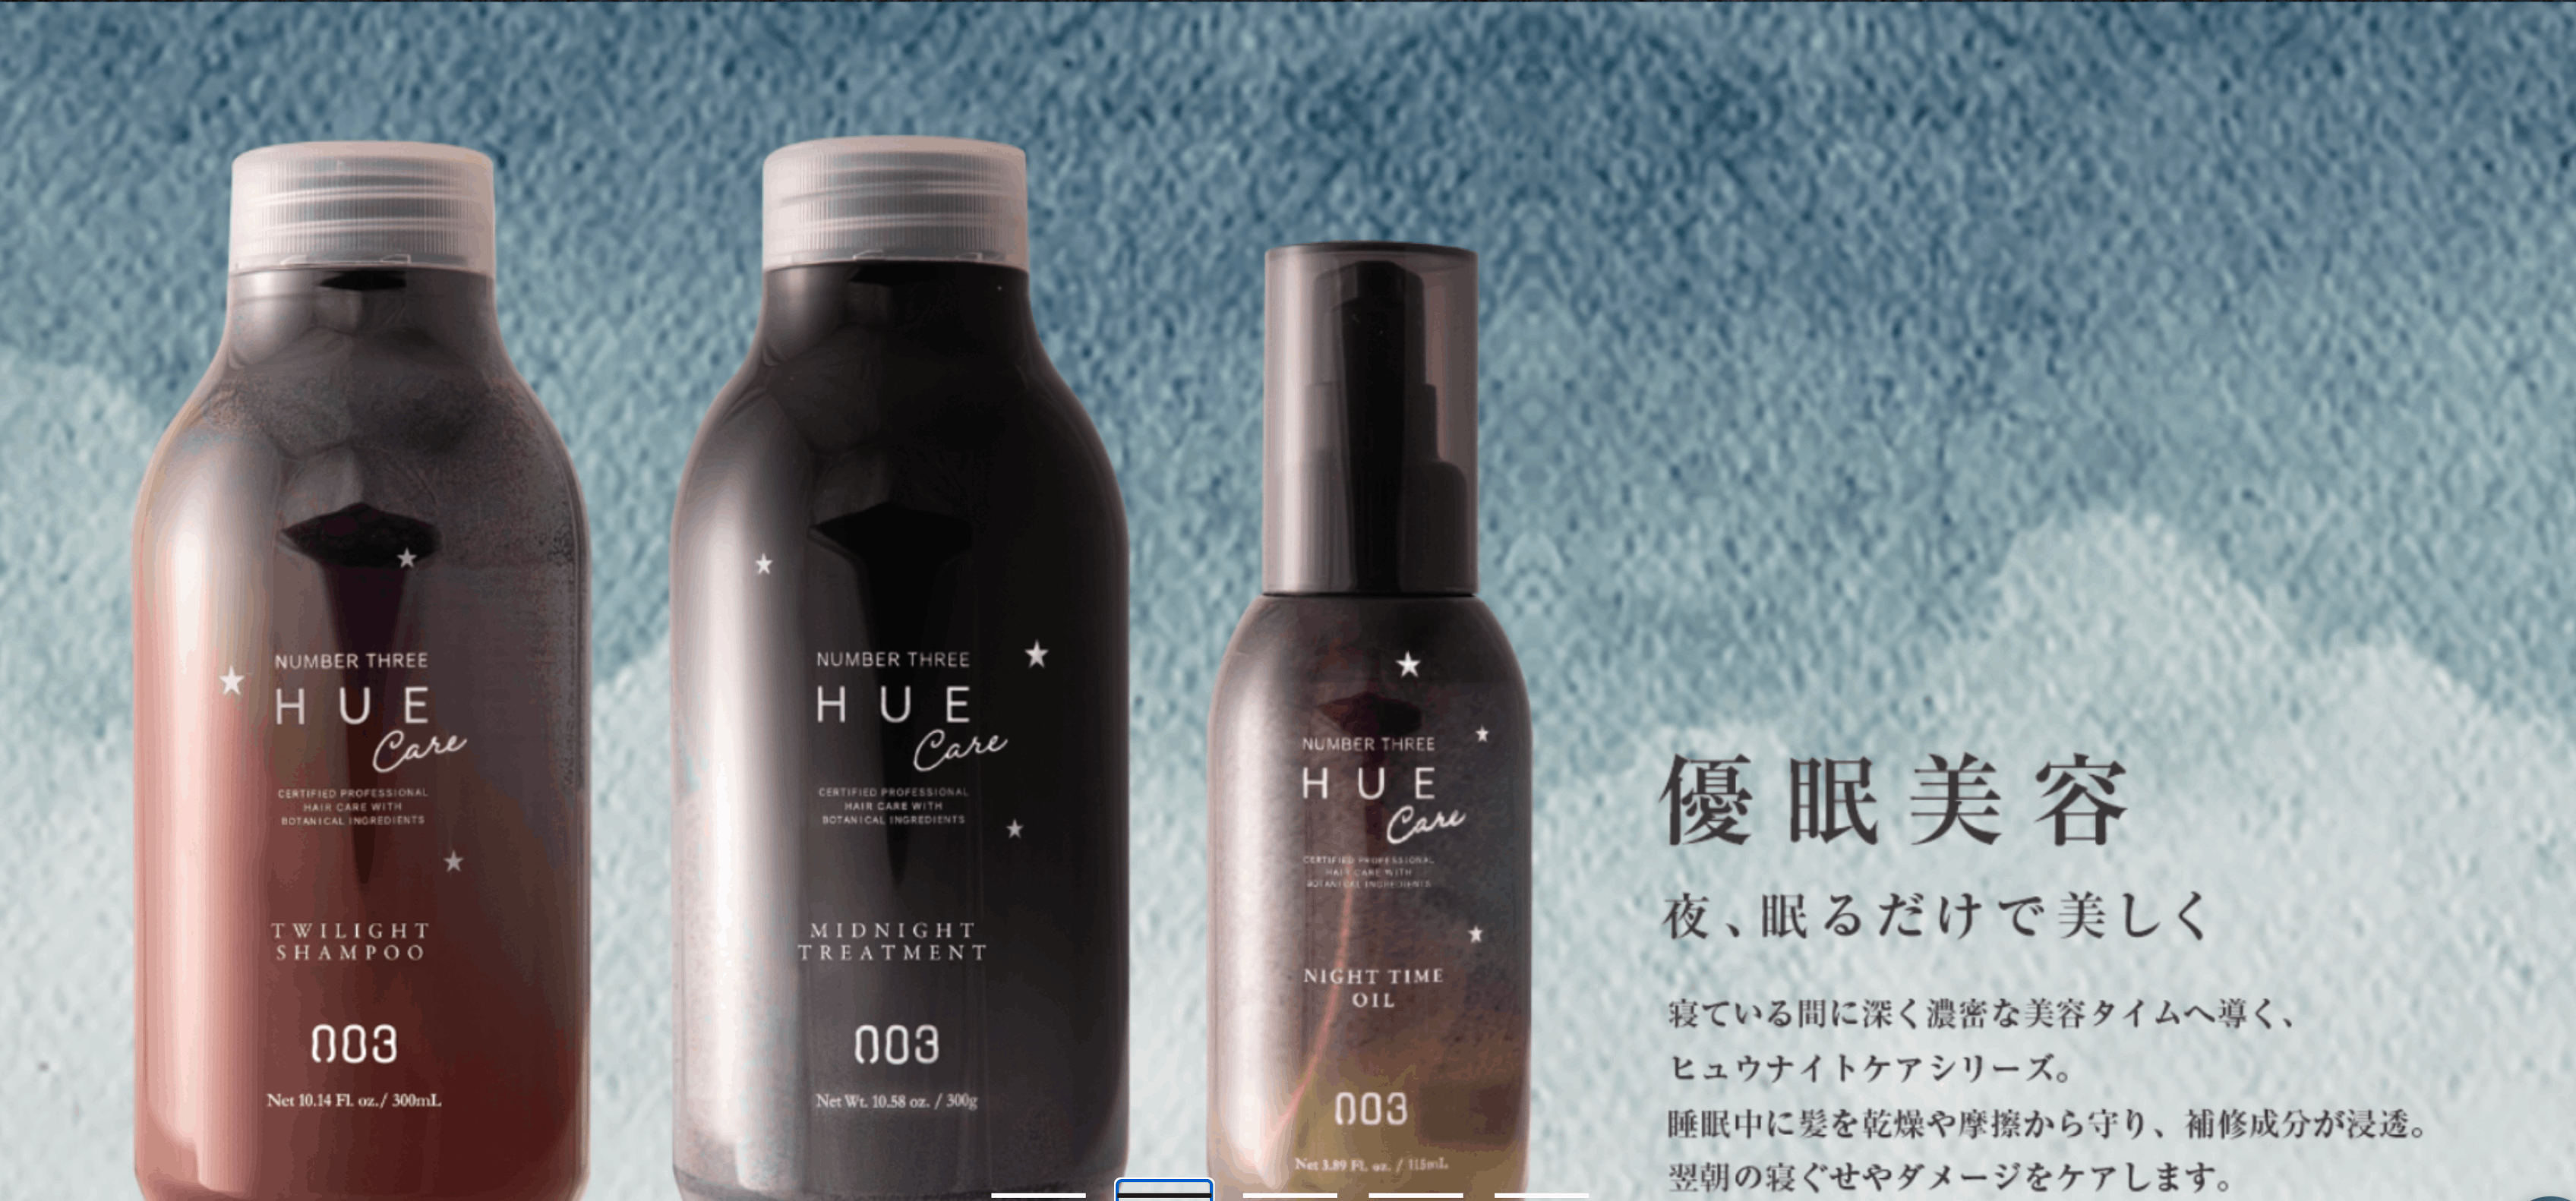 NUMBER THREE
HUE
Care
CERTIFIED PROFESSIONAL
HAIR CARE WITH
BOTANICAL INGREDIENTS
TWILIGHT
SHAMPOO
003
Net 10.14 Fl. oz./ 300mL
NUMBER THREE
HUE
Care
CERTIFIED PROFESSIONAL
HAIR CARE WITH
BOTANICAL INGREDIENTS
MIDNIGHT
TREATMENT
003
Net Wt. 10.58 oz. / 300g
NUMBER THREE
HUE
Care
CERTIFIED PROFESSIONAL
HAIR CARE WITH
BOTANICAL INGREDIENTS
NIGHT TIME
OIL
003
Net 3.89 Fl. oz. / 115mL
優眠美容
夜、眠るだけで美しく
寝ている間に深く濃密な美容タイムへ導く、
ヒュウナイトケアシリーズ。
睡眠中に髪を乾燥や摩擦から守り、補修成分が浸透。
翌朝の寝ぐせやダメージをケアします。